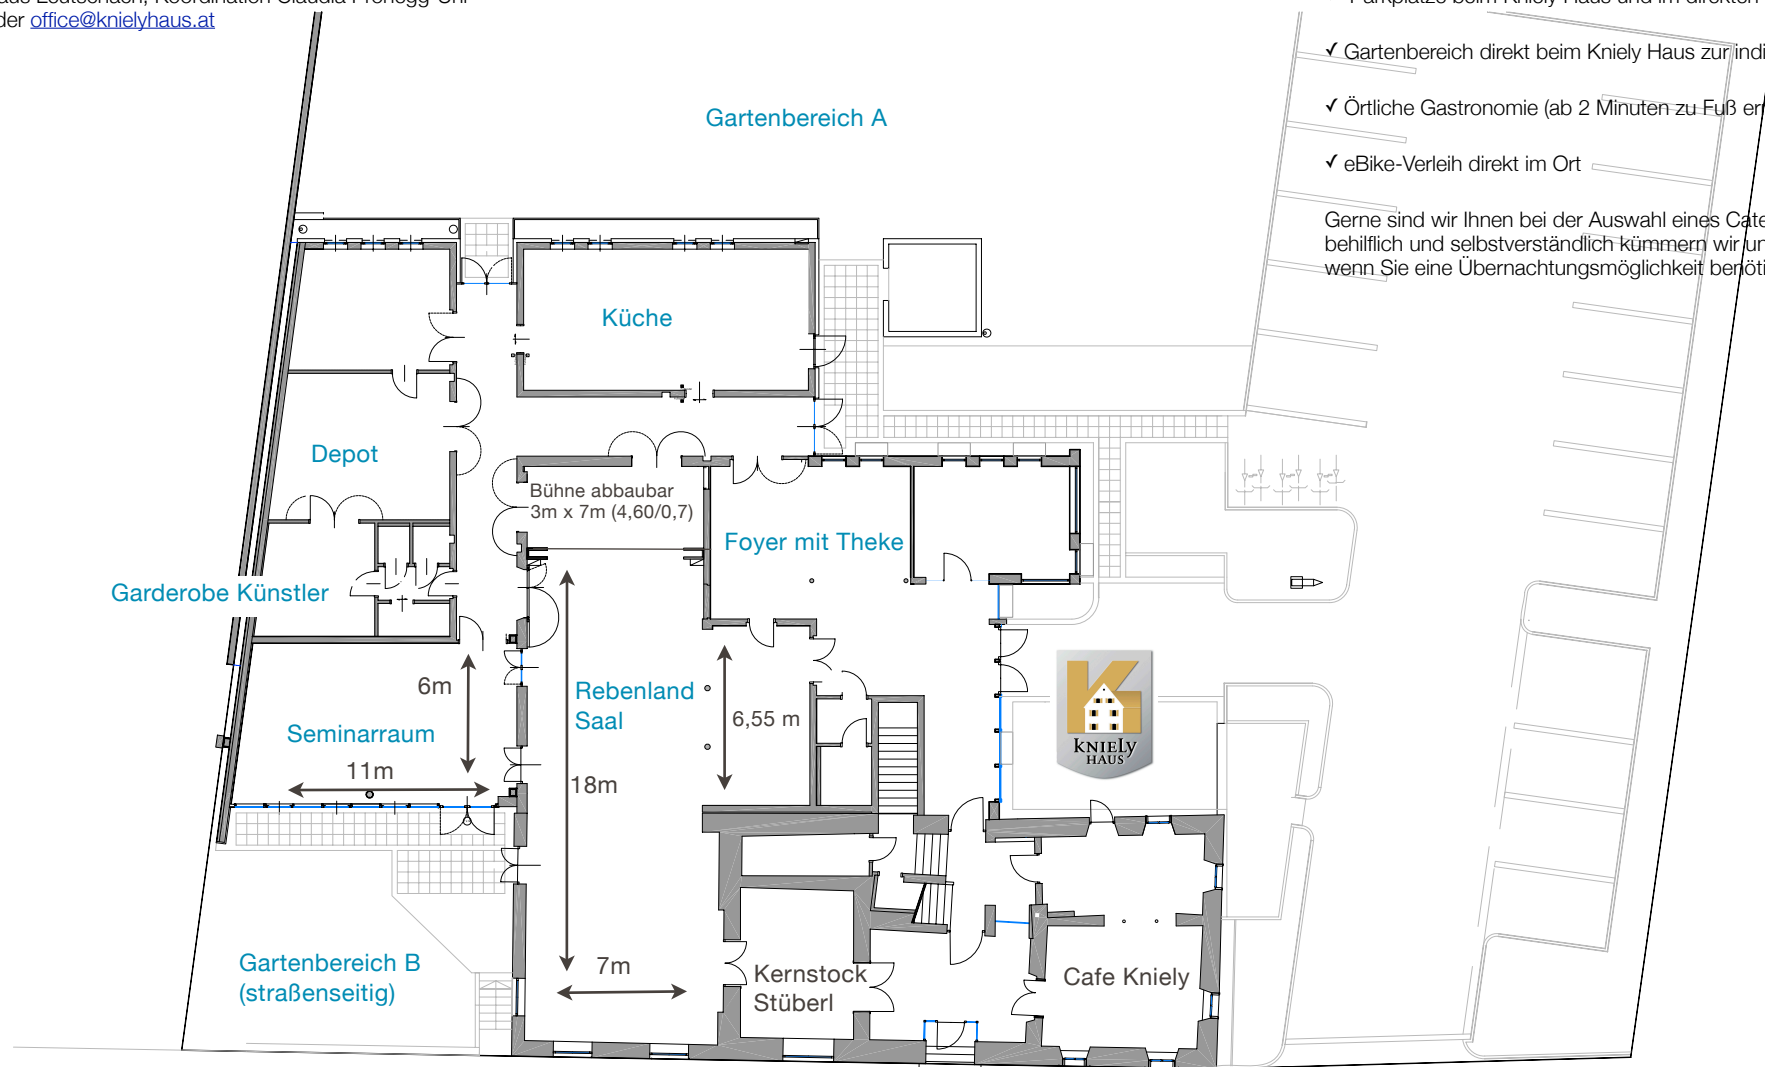 der office@knielyhaus.at
✓ Gartenbereich direkt beim Kniely Haus zur
✓ Örtliche Gastronomie (ab 2 Minuten zu Fuß
✓ eBike-Verleih direkt im Ort
Gerne sind wir Ihnen bei der Auswahl eines
behilflich und selbstverständlich kümmern wir
wenn Sie eine Übernachtungsmöglichkeit
Gartenbereich A
Küche
Depot
Bühne abbaubar
3m x 7m (4,60/0,7)
Foyer mit Theke
Garderobe Künstler
6m
Rebenland
Saal
6,55 m
Seminarraum
11m
18m
KNIELY
HAUS
Gartenbereich B
(straßenseitig)
7m
Kernstock
Stüberl
Cafe Kniely